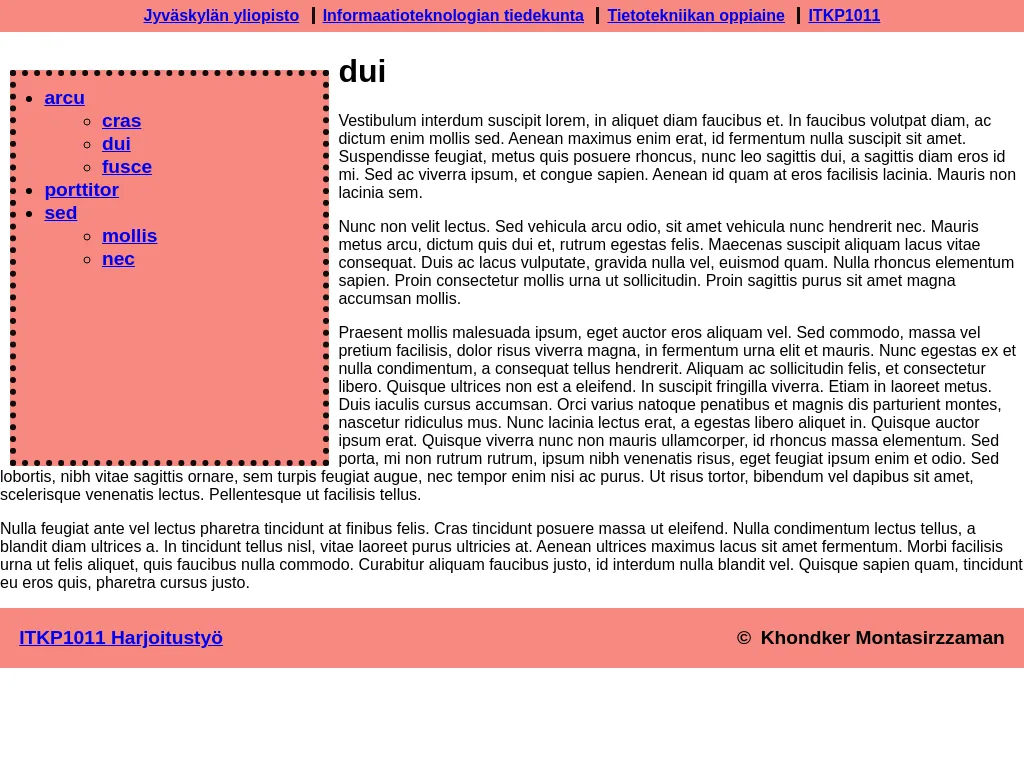 Jyväskylän yliopisto
Informaatioteknologian tiedekunta
Tietotekniikan oppiaine
ITKP1011
arcu
cras
dui
fusce
porttitor
sed
mollis
nec
dui
Vestibulum interdum suscipit lorem, in aliquet diam faucibus et. In faucibus volutpat diam, ac
dictum enim mollis sed. Aenean maximus enim erat, id fermentum nulla suscipit sit amet.
Suspendisse feugiat, metus quis posuere rhoncus, nunc leo sagittis dui, a sagittis diam eros id
mi. Sed ac viverra ipsum, et congue sapien. Aenean id quam at eros facilisis lacinia. Mauris non
lacinia sem.
Nunc non velit lectus. Sed vehicula arcu odio, sit amet vehicula nunc hendrerit nec. Mauris
metus arcu, dictum quis dui et, rutrum egestas felis. Maecenas suscipit aliquam lacus vitae
consequat. Duis ac lacus vulputate, gravida nulla vel, euismod quam. Nulla rhoncus elementum
sapien. Proin consectetur mollis urna ut sollicitudin. Proin sagittis purus sit amet magna
accumsan mollis.
Praesent mollis malesuada ipsum, eget auctor eros aliquam vel. Sed commodo, massa vel
pretium facilisis, dolor risus viverra magna, in fermentum urna elit et mauris. Nunc egestas ex et
nulla condimentum, a consequat tellus hendrerit. Aliquam ac sollicitudin felis, et consectetur
libero. Quisque ultrices non est a eleifend. In suscipit fringilla viverra. Etiam in laoreet metus.
Duis iaculis cursus accumsan. Orci varius natoque penatibus et magnis dis parturient montes,
nascetur ridiculus mus. Nunc lacinia lectus erat, a egestas libero aliquet in. Quisque auctor
ipsum erat. Quisque viverra nunc non mauris ullamcorper, id rhoncus massa elementum. Sed
porta, mi non rutrum rutrum, ipsum nibh venenatis risus, eget feugiat ipsum enim et odio. Sed
lobortis, nibh vitae sagittis ornare, sem turpis feugiat augue, nec tempor enim nisi ac purus. Ut risus tortor, bibendum vel dapibus sit amet,
scelerisque venenatis lectus. Pellentesque ut facilisis tellus.
Nulla feugiat ante vel lectus pharetra tincidunt at finibus felis. Cras tincidunt posuere massa ut eleifend. Nulla condimentum lectus tellus, a
blandit diam ultrices a. In tincidunt tellus nisl, vitae laoreet purus ultricies at. Aenean ultrices maximus lacus sit amet fermentum. Morbi facilisis
urna ut felis aliquet, quis faucibus nulla commodo. Curabitur aliquam faucibus justo, id interdum nulla blandit vel. Quisque sapien quam, tincidunt
eu eros quis, pharetra cursus justo.
ITKP1011 Harjoitustyö
© Khondker Montasirzzaman